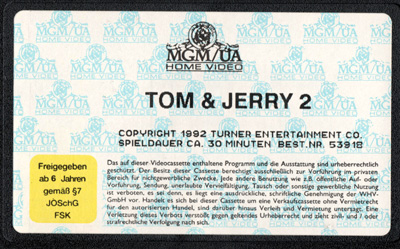 MGM/UA
HOME VIDEO
TOM & JERRY 2
COPYRIGHT 1992 TURNER ENTERTAINMENT CO.
SPIELDAUER CA. 30 MINUTEN BEST.NR. 53918
Freigegeben
ab 6 Jahren
gemäß §7
JÖSchG
FSK
Das auf dieser Videocassette enthaltene Programm und die Ausstattung sind urheberrechtlich
geschützt. Der Besitz dieser Cassette berechtigt ausschließlich zur Vorführung im privaten
Bereich für nichtgewerbliche Zwecke. Jede andere Benutzung wie z.B. öffentliche Auf- oder
Vorführung, Sendung, unerlaubte Vervielfältigung, Tausch oder sonstige gewerbliche Nutzung
ist verboten, es sei denn, es liegt eine ausdrückliche, schriftliche Genehmigung der WHV-
GmbH vor. Handelt es sich bei dieser Cassette um eine Verkaufscassette ohne Vermietrecht
für den autorisierten Handel, sind darüber hinaus Verleih und Vermietung untersagt. Eine
Verletzung dieses Verbots verstößt gegen geltendes Urheberrecht und zieht zivil- und / oder
strafrechtliche Verfolgung nach sich.